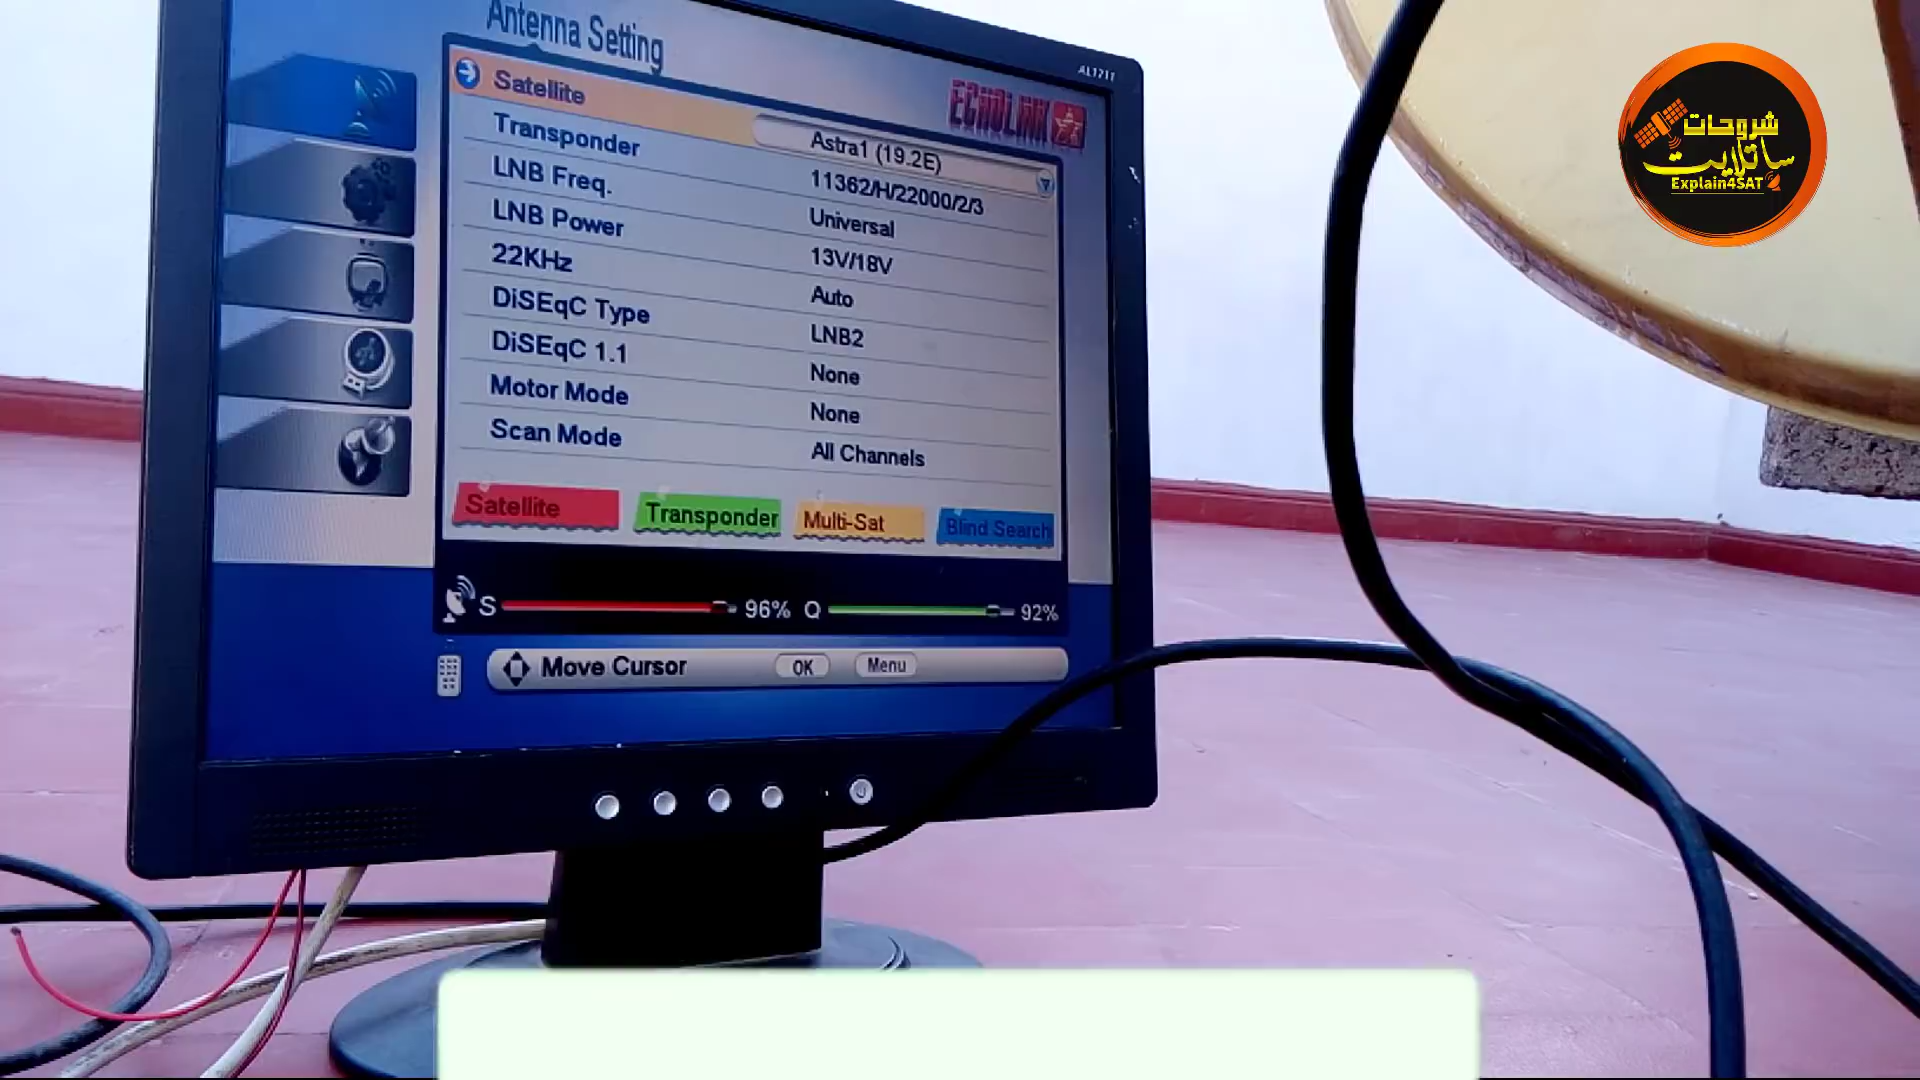 Antenna Setting
AL1711
ECHOLINK
Satellite
Astra1 (19.2E)
Transponder
11362/H/22000/2/3
LNB Freq.
Universal
LNB Power
13V/18V
22KHz
Auto
DiSEqC Type
LNB2
DiSEqC 1.1
None
Motor Mode
None
Scan Mode
All Channels
Satellite
Transponder
Multi-Sat
Blind Search
S 96% Q 92%
Move Cursor
OK
Menu
شروحات
ساتلايت
Explain4SAT